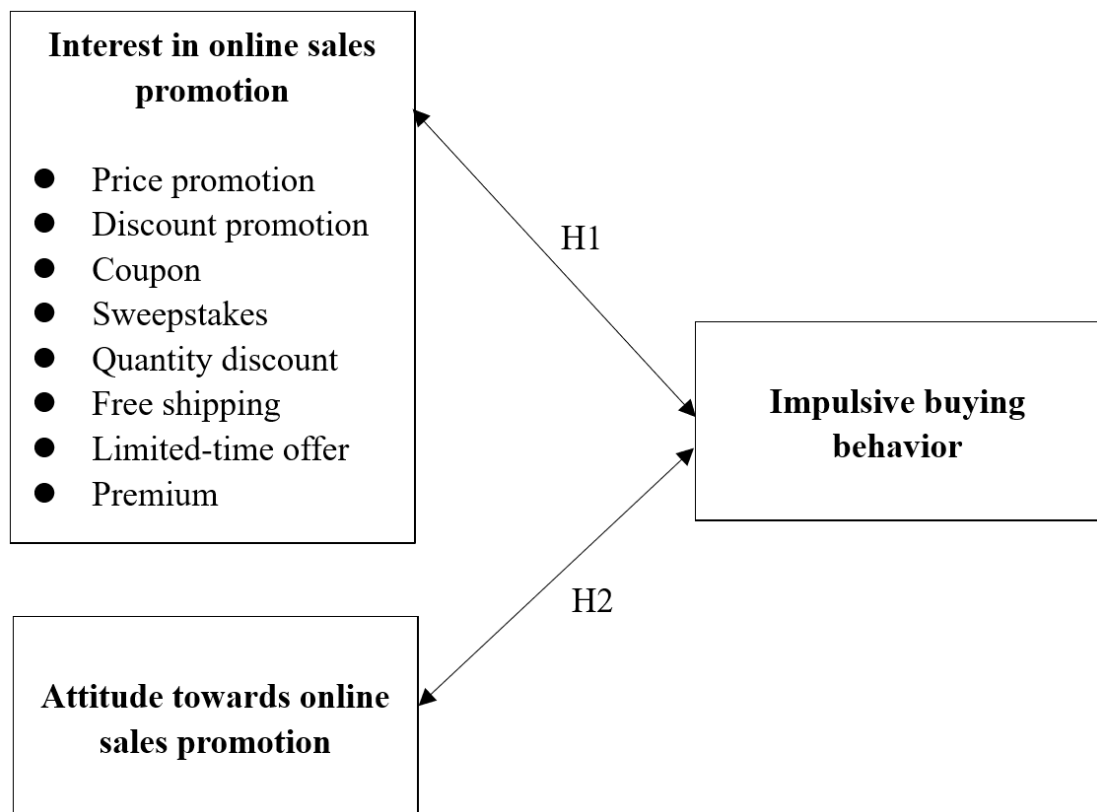 Interest in online sales
promotion
● Price promotion
● Discount promotion
● Coupon
● Sweepstakes
● Quantity discount
● Free shipping
● Limited-time offer
● Premium
H1
Impulsive buying
behavior
H2
Attitude towards online
sales promotion